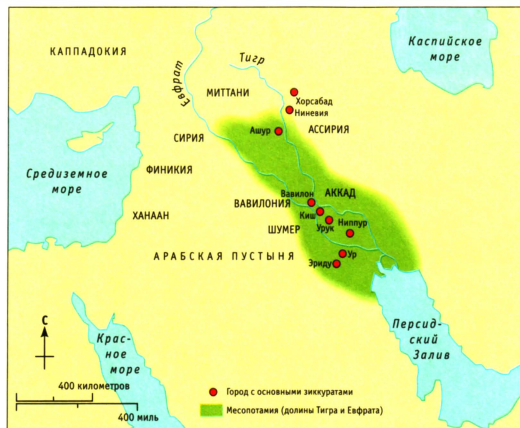 КАППАДОКИЯ
Каспийское
море
Евфрат
Тигр
МИТТАНИ
Хорсабад
Ниневия
Ашур
АССИРИЯ
СИРИЯ
Средиземное
море
ФИНИКИЯ
ХАНААН
Вавилон
АККАД
ВАВИЛОНИЯ
Киш
Ниппур
Урук
ШУМЕР
АРАБСКАЯ ПУСТЫНЯ
Ур
Эриду
С
Крас-
ное
море
Персид-
ский
Залив
400 километров
400 миль
Город с основными зиккуратами
Месопотамия (долины Тигра и Евфрата)